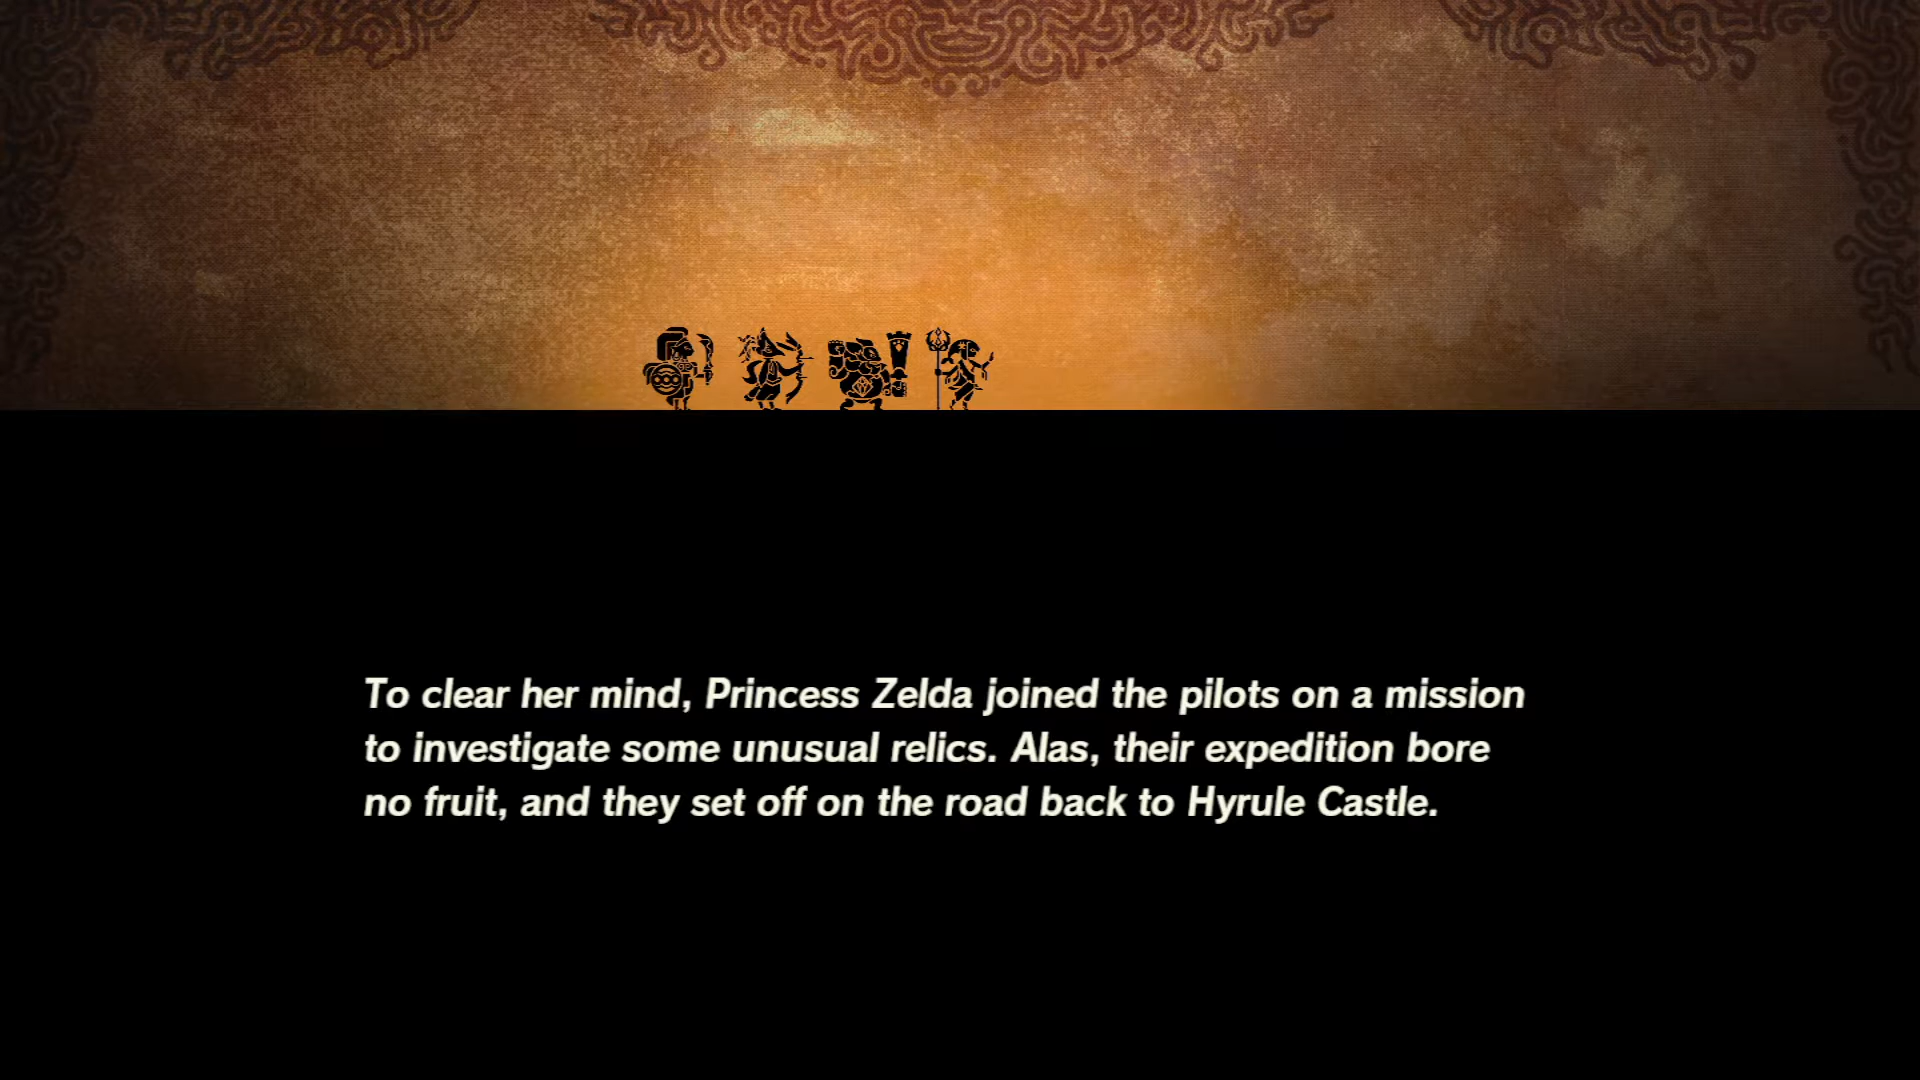 To clear her mind, Princess Zelda joined the pilots on a mission
to investigate some unusual relics. Alas, their expedition bore
no fruit, and they set off on the road back to Hyrule Castle.